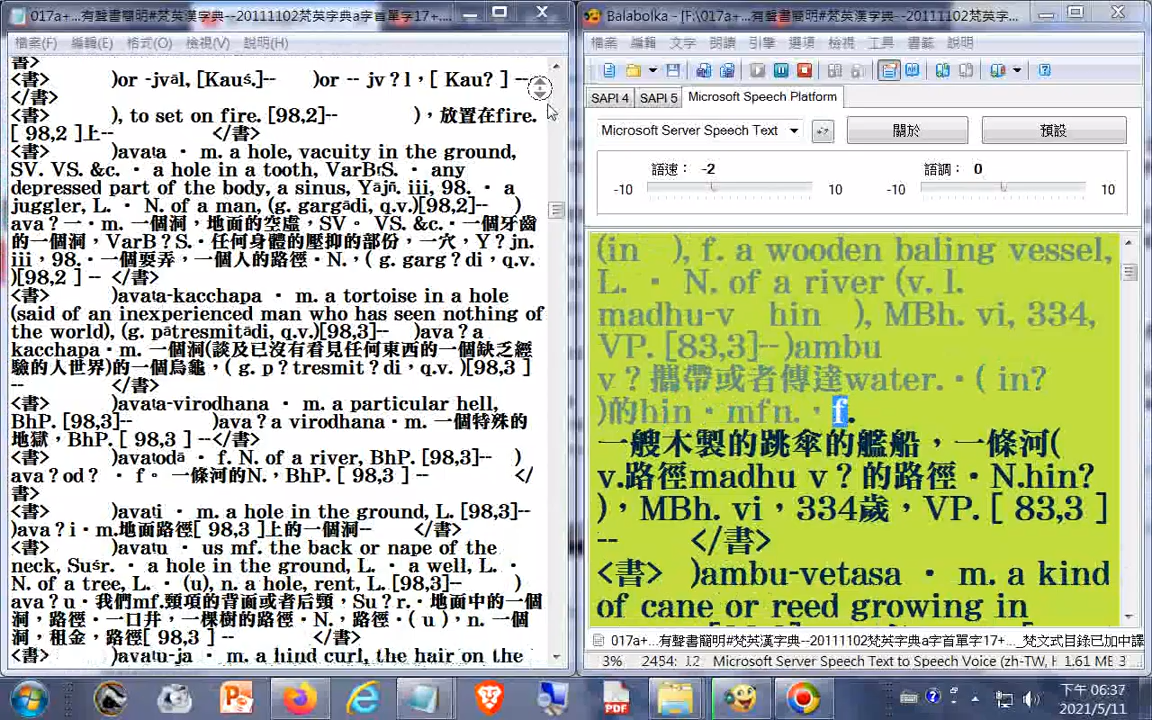 017a+...有聲書簡明#梵英漢字典--20111102梵英字典a字首單字17+...
檔案(F) 編輯(E) 格式(O) 檢視(V) 說明(H)
書>
<書> )or -jvāl, [Kauś.]-- )or -- jv ? l , [ Kau? ] --
</書>
<書> ), to set on fire. [98,2]-- ),放置在fire.
[ 98,2 ]上-- </書>
<書> )avaṭa ‧ m. a hole, vacuity in the ground,
SV. VS. &c. ‧ a hole in a tooth, VarBṛS. ‧ any
depressed part of the body, a sinus, Yājñ. iii, 98. ‧ a
juggler, L. ‧ N. of a man, (g. gargādi, q.v.)[98,2]-- )
ava ? 一‧m. 一個洞,地面的空虛,SV。 VS. &c.‧一個牙齒
的一個洞,VarB ? S.‧任何身體的壓抑的部份,一穴,Y ? jn.
iii, 98.‧一個耍弄,一個人的路徑‧N.,( g. garg ? di, q.v.
)[98,2 ] -- </書>
<書> )avaṭa-kacchapa ‧ m. a tortoise in a hole
(said of an inexperienced man who has seen nothing of
the world), (g. pātresmitādi, q.v.)[98,3]-- )ava ? a
kacchapa‧m. 一個洞(談及已沒有看見任何東西的一個缺乏經
驗的人世界)的一個烏龜,( g. p ? tresmit ? di, q.v. )[98,3 ]
-- </書>
<書> )avaṭa-virodhana ‧ m. a particular hell,
BhP. [98,3]-- )ava ? a virodhana‧m. 一個特殊的
地獄,BhP. [ 98,3 ] --</書>
<書> )avaṭodā ‧ f. N. of a river, BhP. [98,3]-- )
ava ? od ? ‧ f。 一條河的N.,BhP. [ 98,3 ] -- </
書>
<書> )avaṭi ‧ m. a hole in the ground, L. [98,3]--
)ava ? i‧m.地面路徑[ 98,3 ]上的一個洞-- </書>
<書> )avaṭu ‧ us mf. the back or nape of the
neck, Suśr. ‧ a hole in the ground, L. ‧ a well, L. ‧
N. of a tree, L. ‧ (u), n. a hole, rent, L. [98,3]-- )
ava ? u‧我們mf.頸項的背面或者后頸,Su ? r.‧地面中的一個
洞,路徑‧一口井,一棵樹的路徑‧N.,路徑‧( u ), n. 一個
洞,租金,路徑[ 98,3 ] -- </書>
<書> )avaṭu-ja ‧ m. a hind curl, the hair on the
Balabolka - [F:\017a+...有聲書簡明#梵英漢字典--20111102梵英字...
檔案 編輯 文字 朗讀 引擎 選項 檢視 工具 書籤 說明
SAPI 4 SAPI 5 Microsoft Speech Platform
Microsoft Server Speech Text 關於 預設
語速: -2 語調: 0
-10 10 -10 10
(in ), f. a wooden baling vessel,
L. ‧ N. of a river (v. l.
madhu-v hin ), MBh. vi, 334,
VP. [83,3]-- )ambu
v ? 攜帶或者傳達water.‧( in?
)的hin‧mfn.‧f.
一艘木製的跳傘的艦船,一條河(
v.路徑madhu v ? 的路徑‧N.hin?
),MBh. vi,334歲,VP. [ 83,3 ]
-- </書>
<書> )ambu-vetasa ‧ m. a kind
of cane or reed growing in
017a+...有聲書簡明#梵英漢字典--20111102梵英字典a字首單字17+..._梵文式目錄已加中譯
3% 2454: 12 Microsoft Server Speech Text to Speech Voice (zh-TW, H 1.61 MB 3
下午 06:37
2021/5/11